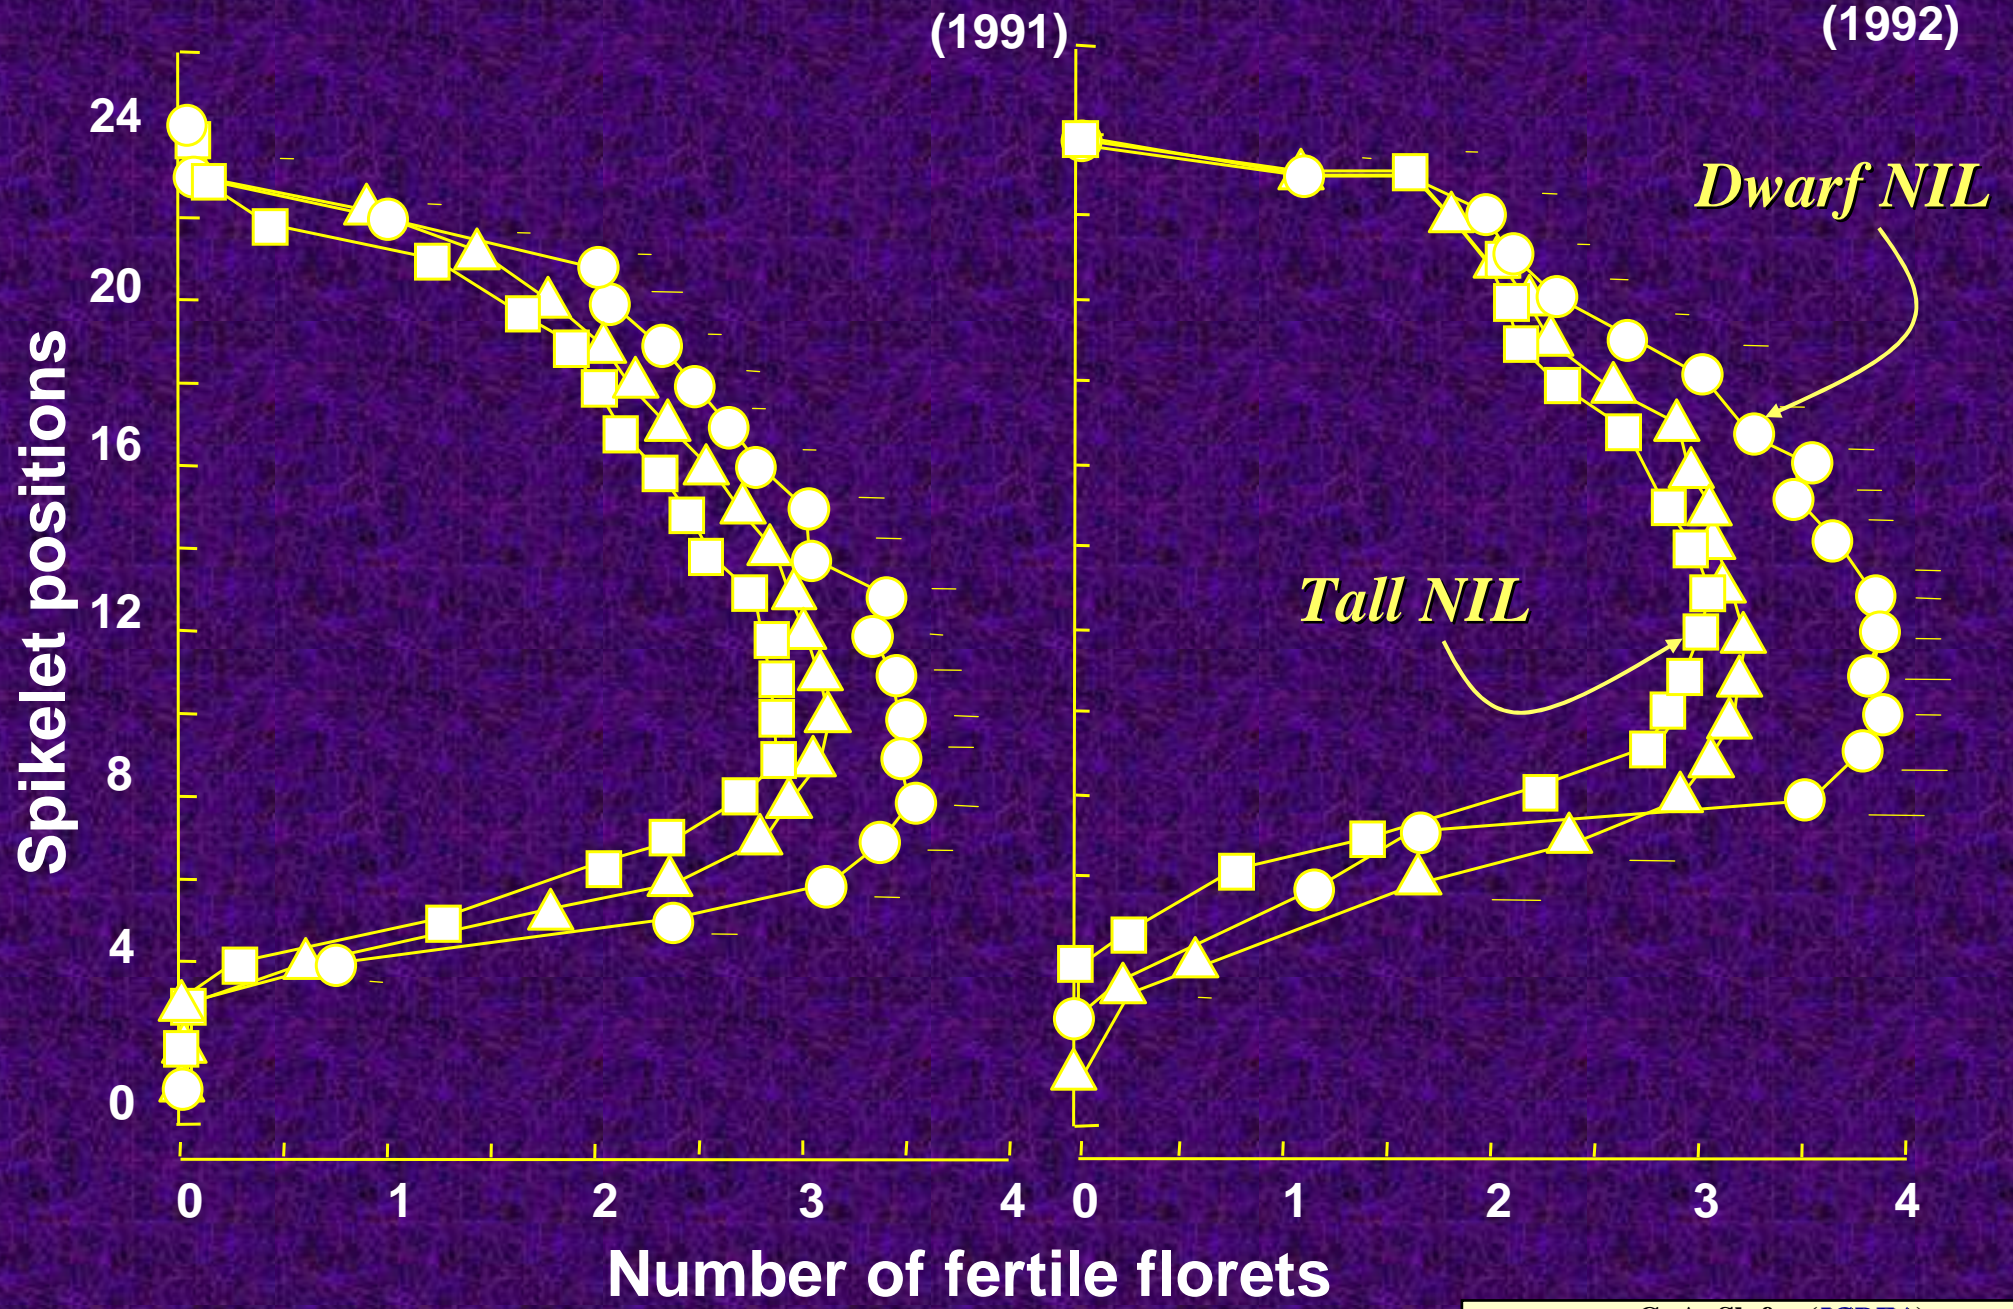 (1991)
(1992)
24
20
16
12
8
4
0
Spikelet positions
Dwarf NIL
Tall NIL
0 1 2 3 4
0 1 2 3 4
Number of fertile florets